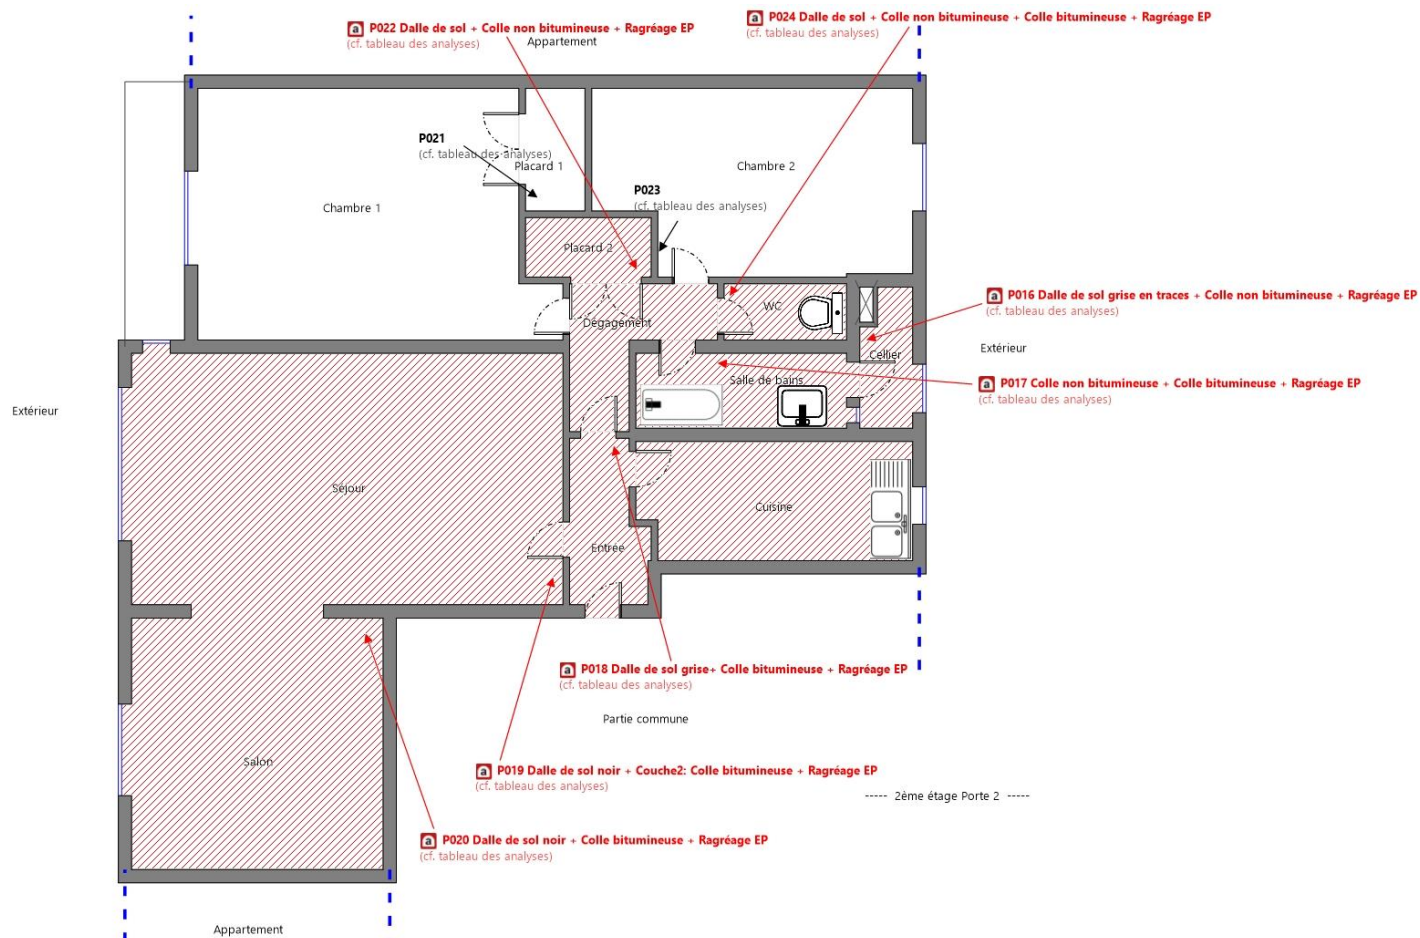 a P022 Dalle de sol + Colle non bitumineuse + Ragréage EP
(cf. tableau des analyses)
Appartement
a P024 Dalle de sol + Colle non bitumineuse + Colle bitumineuse + Ragréage EP
(cf. tableau des analyses)
P021
(cf. tableau des analyses)
Placard 1
Chambre 2
P023
(cf. tableau des analyses)
Chambre 1
Placard 2
a P016 Dalle de sol grise en traces + Colle non bitumineuse + Ragréage EP
(cf. tableau des analyses)
WC
Dégagement
Extérieur
Cellier
Salle de bains
a P017 Colle non bitumineuse + Colle bitumineuse + Ragréage EP
(cf. tableau des analyses)
Extérieur
Séjour
Cuisine
Entrée
a P018 Dalle de sol grise+ Colle bitumineuse + Ragréage EP
(cf. tableau des analyses)
Partie commune
Salon
a P019 Dalle de sol noir + Couche2: Colle bitumineuse + Ragréage EP
(cf. tableau des analyses)
----- 2ème étage Porte 2 -----
a P020 Dalle de sol noir + Colle bitumineuse + Ragréage EP
(cf. tableau des analyses)
Appartement